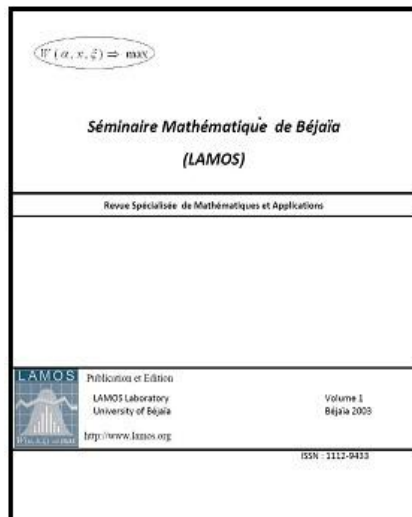 W(α, π, ξ) ⇒ max
Séminaire Mathématique de Béjaïa
(LAMOS)
Revue Spécialisée de Mathématiques et Applications
LAMOS
Publication et Edition
LAMOS Laboratory
University of Béjaïa
http://www.lamos.org
Volume 1
Béjaïa 2003
ISSN : 1112-9433